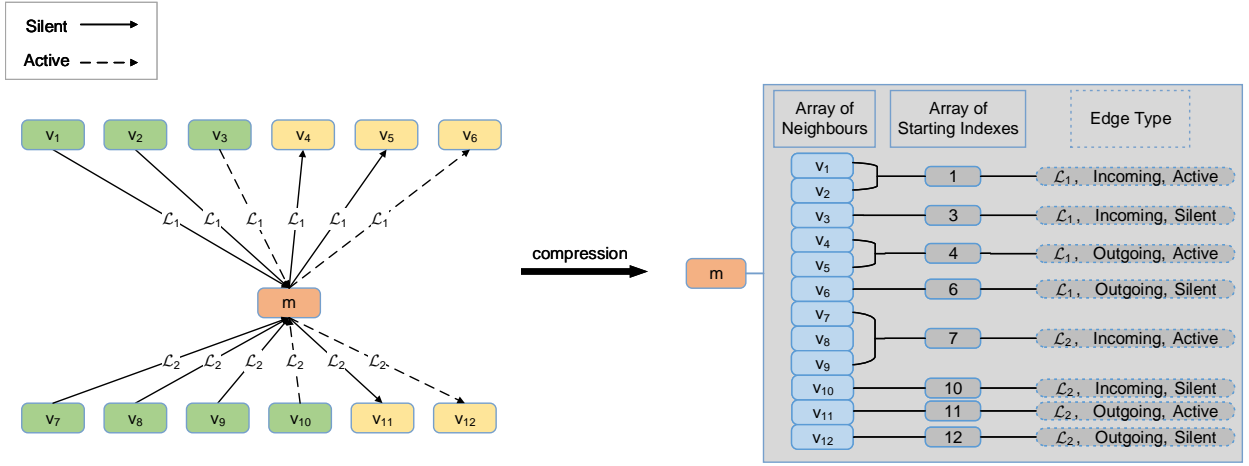 Silent
Active
v1 v2 v3 v4 v5 v6
ℒ1 ℒ1 ℒ1 ℒ1 ℒ1 ℒ1
m
ℒ2 ℒ2 ℒ2 ℒ2 ℒ2 ℒ2
v7 v8 v9 v10 v11 v12
compression
m
Array of
Neighbours
Array of
Starting Indexes
Edge Type
v1
v2
1 ℒ1, Incoming, Active
v3 3 ℒ1, Incoming, Silent
v4
v5
4 ℒ1, Outgoing, Active
v6 6 ℒ1, Outgoing, Silent
v7
v8 7 ℒ2, Incoming, Active
v9
v10 10 ℒ2, Incoming, Silent
v11 11 ℒ2, Outgoing, Active
v12 12 ℒ2, Outgoing, Silent